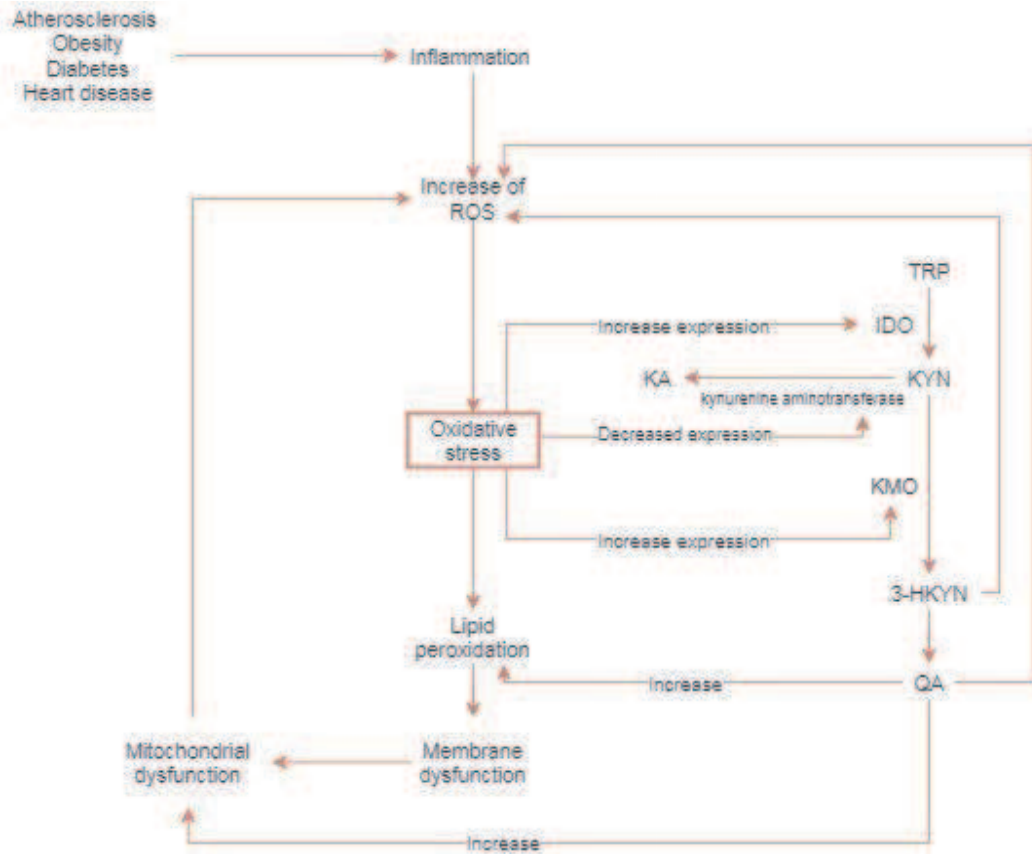 Atherosclerosis
Obesity
Diabetes
Heart disease
Inflammation
Increase of
ROS
TRP
Increase expression
IDO
KA
KYN
kynurenine aminotransferase
Oxidative
stress
Decreased expression
KMO
Increase expression
3-HKYN
Lipid
peroxidation
Increase
QA
Mitochondrial
dysfunction
Membrane
dysfunction
Increase